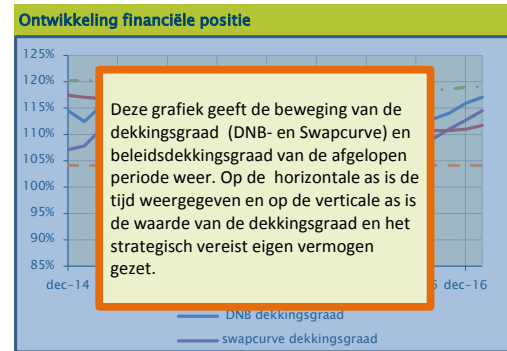 Ontwikkeling financiële positie
125%
120%
115%
110%
105%
100%
95%
90%
85%
Deze grafiek geeft de beweging van de
dekkingsgraad (DNB- en Swapcurve) en
beleidsdekkingsgraad van de afgelopen
periode weer. Op de horizontale as is de
tijd weergegeven en op de verticale as is
de waarde van de dekkingsgraad en het
strategisch vereist eigen vermogen
gezet.
dec-14 dec-16
DNB dekkingsgraad
swapcurve dekkingsgraad